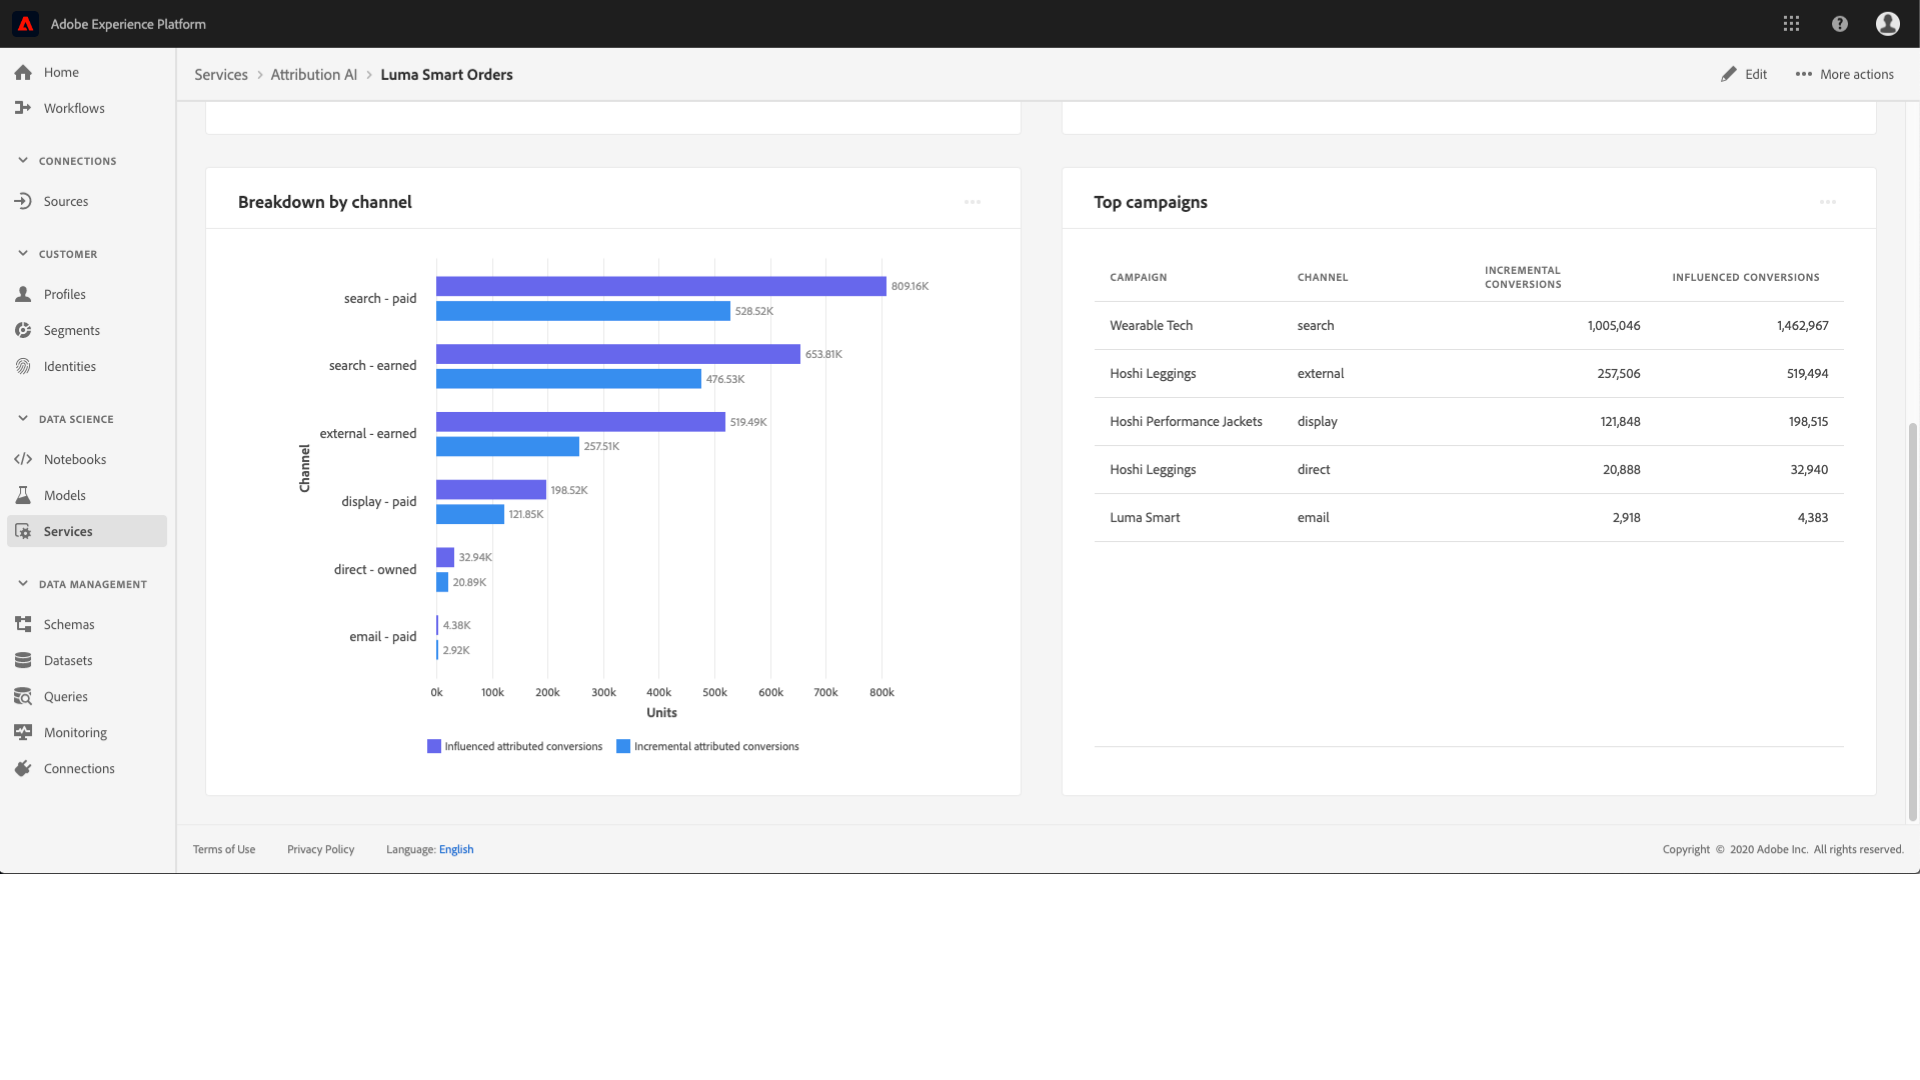 Adobe Experience Platform
Home
Workflows
CONNECTIONS
Sources
CUSTOMER
Profiles
Segments
Identities
DATA SCIENCE
Notebooks
Models
Services
DATA MANAGEMENT
Schemas
Datasets
Queries
Monitoring
Connections
Services > Attribution AI > Luma Smart Orders
Edit
More actions
Breakdown by channel
Channel
search - paid
809.16K
528.52K
search - earned
653.81K
476.53K
external - earned
519.49K
257.51K
display - paid
198.52K
121.85K
direct - owned
32.94K
20.89K
email - paid
4.38K
2.92K
0k 100k 200k 300k 400k 500k 600k 700k 800k
Units
Influenced attributed conversions Incremental attributed conversions
Top campaigns
CAMPAIGN CHANNEL INCREMENTAL CONVERSIONS INFLUENCED CONVERSIONS
Wearable Tech search 1,005,046 1,462,967
Hoshi Leggings external 257,506 519,494
Hoshi Performance Jackets display 121,848 198,515
Hoshi Leggings direct 20,888 32,940
Luma Smart email 2,918 4,383
Terms of Use Privacy Policy Language: English
Copyright © 2020 Adobe Inc. All rights reserved.